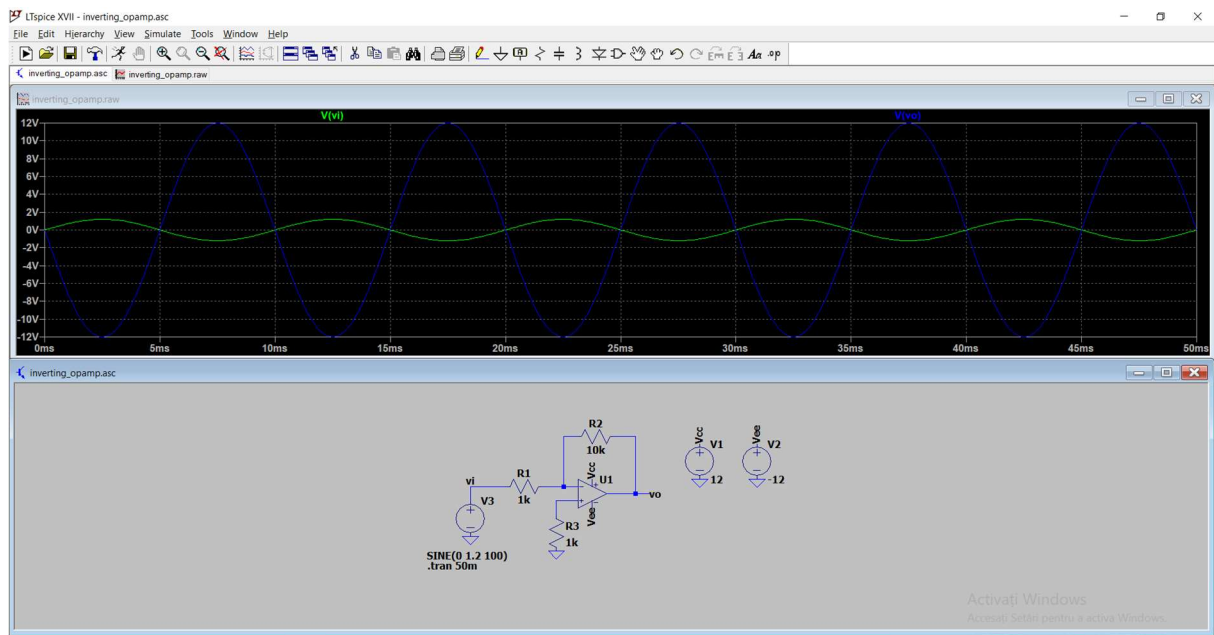 LTspice XVII - inverting_opamp.asc
File Edit Hierarchy View Simulate Tools Window Help
inverting_opamp.asc inverting_opamp.raw
inverting_opamp.raw
V(vi) V(vo)
12V
10V
8V
6V
4V
2V
0V
-2V
-4V
-6V
-8V
-10V
-12V
0ms 5ms 10ms 15ms 20ms 25ms 30ms 35ms 40ms 45ms 50ms
inverting_opamp.asc
R2
10k
Vcc
U1
vi
R1
1k
vo
V3
Vee
R3
1k
SINE(0 1.2 100)
.tran 50m
Vcc
V1
12
Vee
V2
-12
Activați Windows
Accesați Setări pentru a activa Windows.